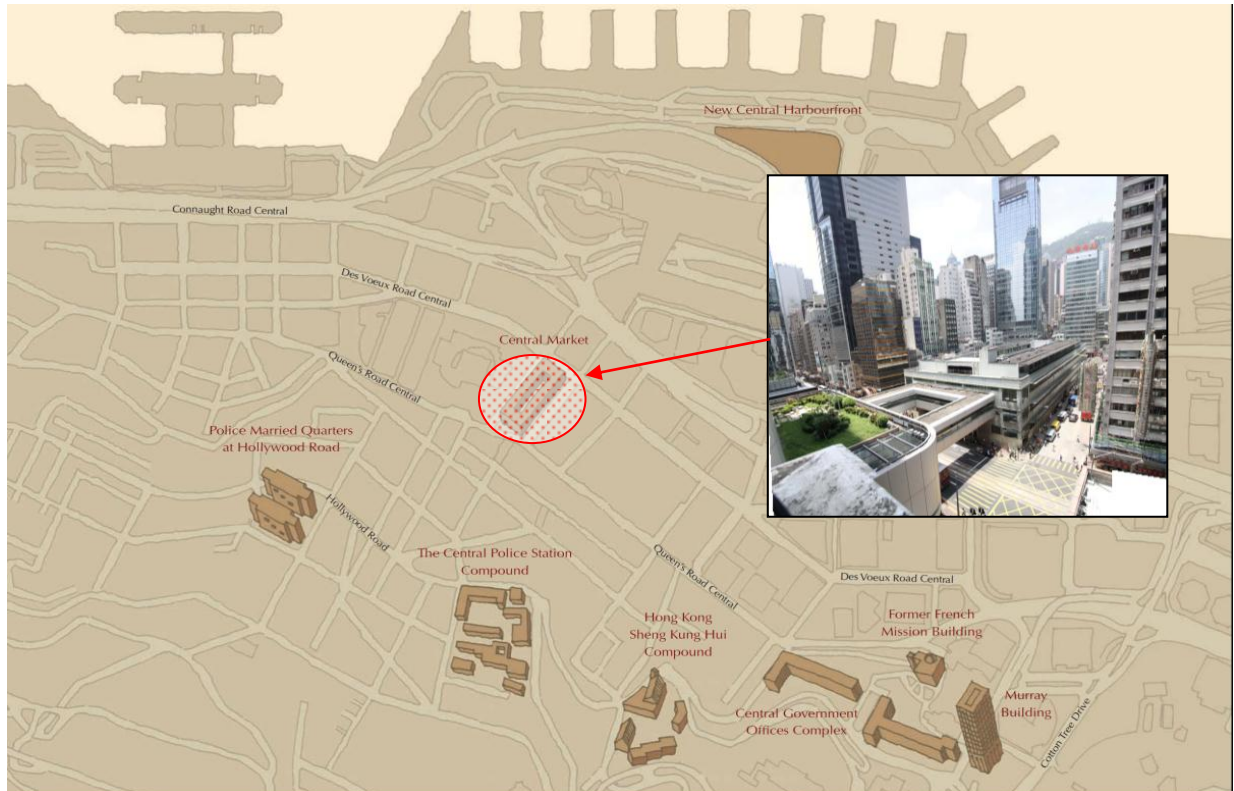 New Central Harbourfront
Connaught Road Central
Des Voeux Road Central
Central Market
Queen's Road Central
Police Married Quarters
at Hollywood Road
Hollywood Road
The Central Police Station
Compound
Queen's Road Central
Des Voeux Road Central
Hong Kong
Sheng Kung Hui
Compound
Former French
Mission Building
Central Government
Offices Complex
Murray
Building
Cotton Tree Drive